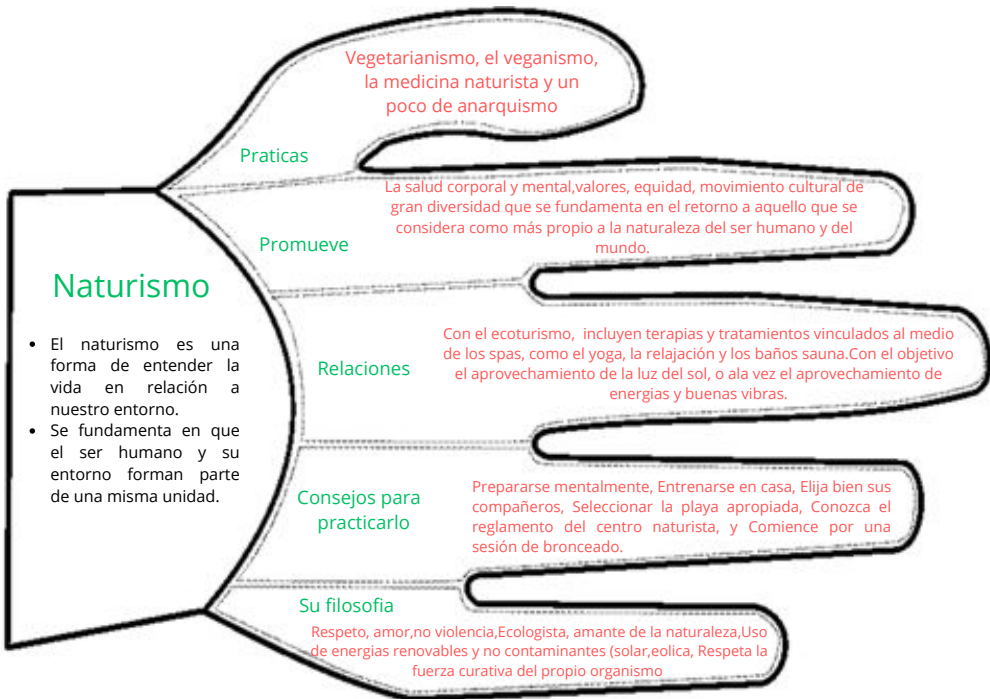 Vegetarianismo, el veganismo,
la medicina naturista y un
poco de anarquismo
Praticas
La salud corporal y mental,valores, equidad, movimiento cultural de
gran diversidad que se fundamenta en el retorno a aquello que se
considera como más propio a la naturaleza del ser humano y del
mundo.
Promueve
Naturismo
• El naturismo es una
forma de entender la
vida en relación a
nuestro entorno.
• Se fundamenta en que
el ser humano y su
entorno forman parte
de una misma unidad.
Con el ecoturismo, incluyen terapias y tratamientos vinculados al medio
de los spas, como el yoga, la relajación y los baños sauna.Con el objetivo
el aprovechamiento de la luz del sol, o ala vez el aprovechamiento de
energias y buenas vibras.
Relaciones
Consejos para
practicarlo
Prepararse mentalmente, Entrenarse en casa, Elija bien sus
compañeros, Seleccionar la playa apropiada, Conozca el
reglamento del centro naturista, y Comience por una
sesión de bronceado.
Su filosofia
Respeto, amor,no violencia,Ecologista, amante de la naturaleza,Uso
de energias renovables y no contaminantes (solar,eolica, Respeta la
fuerza curativa del propio organismo